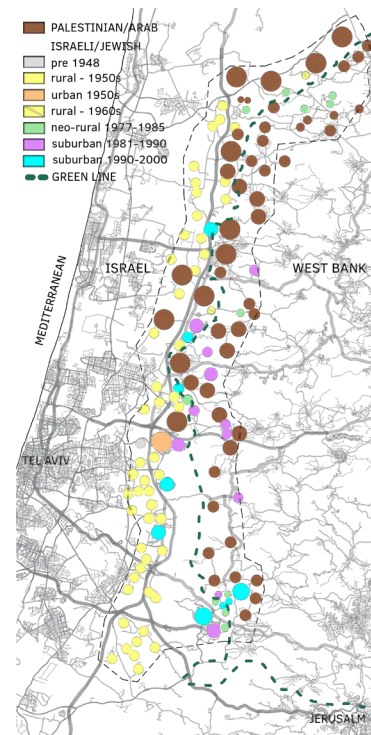 PALESTINIAN/ARAB
ISRAELI/JEWISH
pre 1948
rural - 1950s
urban 1950s
rural - 1960s
neo-rural 1977-1985
suburban 1981-1990
suburban 1990-2000
GREEN LINE
ISRAEL
WEST BANK
MEDITERRANEAN
TEL AVIV
JERUSALM